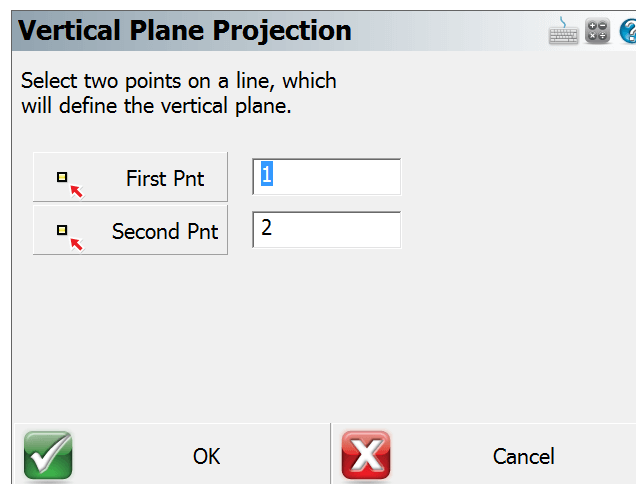 Vertical Plane Projection
Select two points on a line, which
will define the vertical plane.
First Pnt
1
Second Pnt
2
OK
Cancel